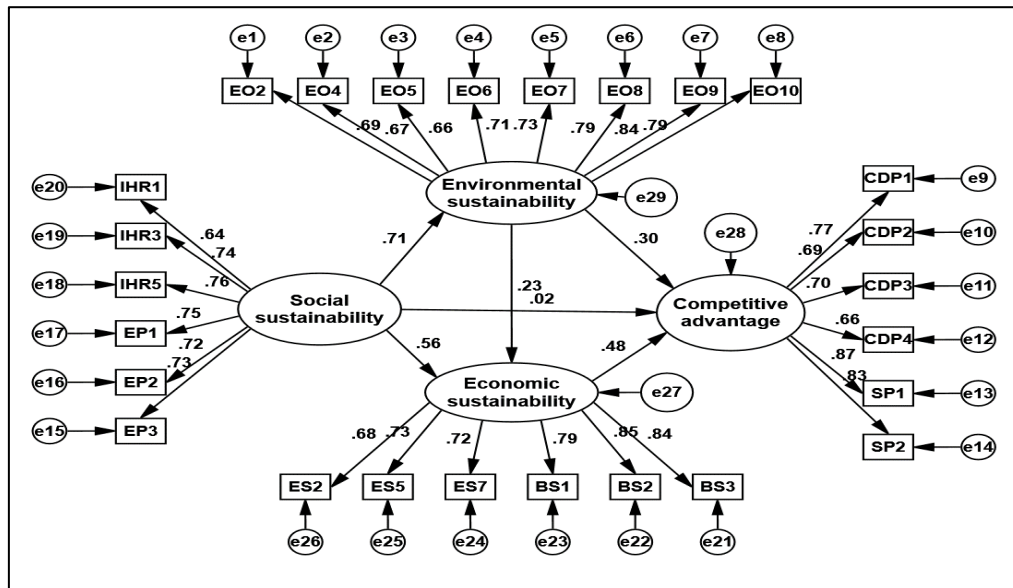 e1 e2 e3 e4 e5 e6 e7 e8
EO2 EO4 EO5 EO6 EO7 EO8 EO9 EO10
.69 .67 .66 .71 .73 .79 .84 .79
Environmental
sustainability
e29
e20 IHR1
e19 IHR3
e18 IHR5
e17 EP1
e16 EP2
e15 EP3
.64
.74
.76
.75
.72
.73
Social
sustainability
.71
.23
.02
.56
.30
.48
e28
Competitive
advantage
CDP1 e9
CDP2 e10
CDP3 e11
CDP4 e12
SP1 e13
SP2 e14
.77
.69
.70
.66
.87
.83
Economic
sustainability
e27
.68 .73 .72 .79 .85 .84
ES2 ES5 ES7 BS1 BS2 BS3
e26 e25 e24 e23 e22 e21